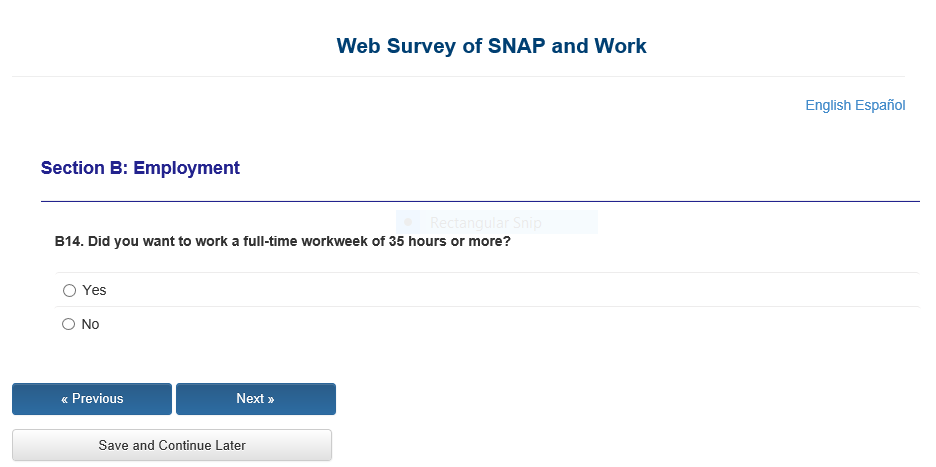 Web Survey of SNAP and Work
English Español
Section B: Employment
Rectangular Snip
B14. Did you want to work a full-time workweek of 35 hours or more?
Yes
No
« Previous
Next »
Save and Continue Later